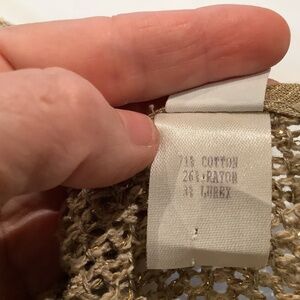 71% COTTON
26% RAYON
3% LUREX